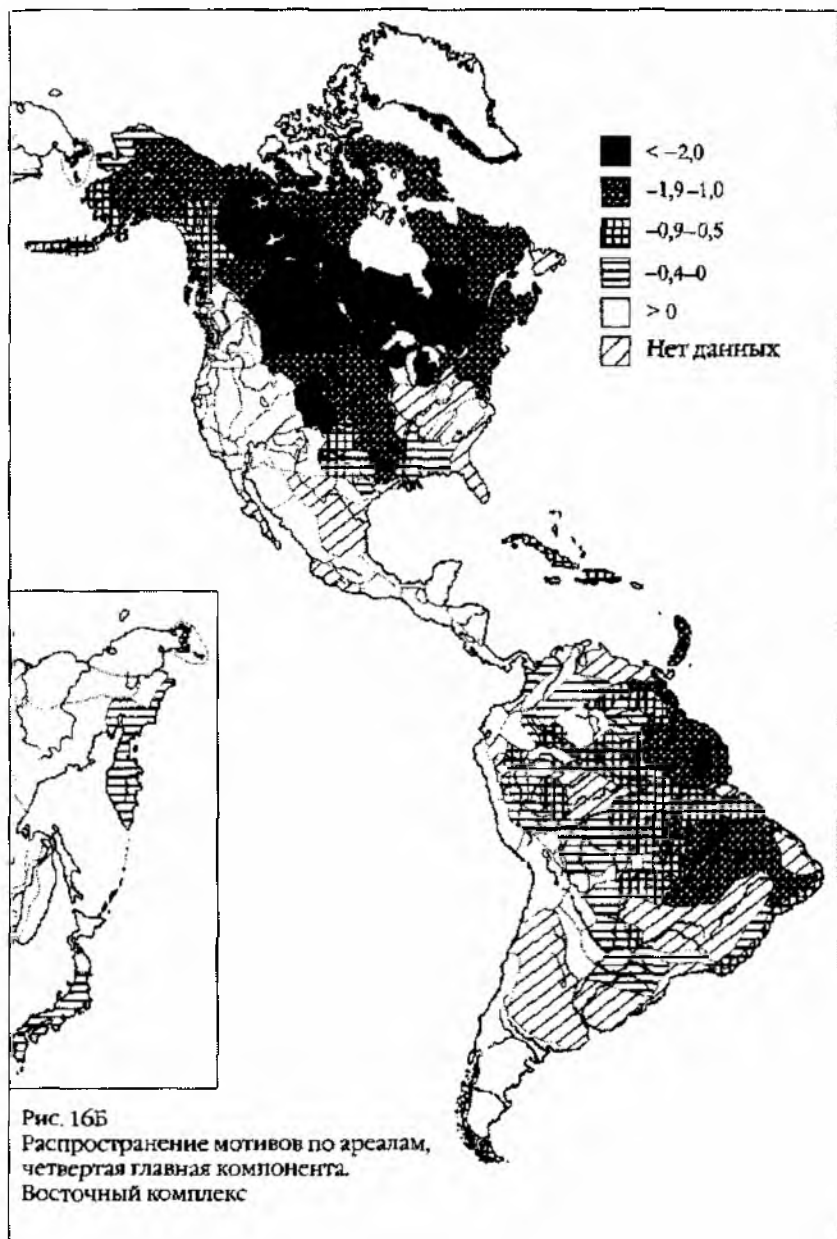 < –2,0
–1,9–1,0
–0,9–0,5
–0,4–0
> 0
Нет данных
Рис. 16Б
Распространение мотивов по ареалам,
четвертая главная компонента.
Восточный комплекс